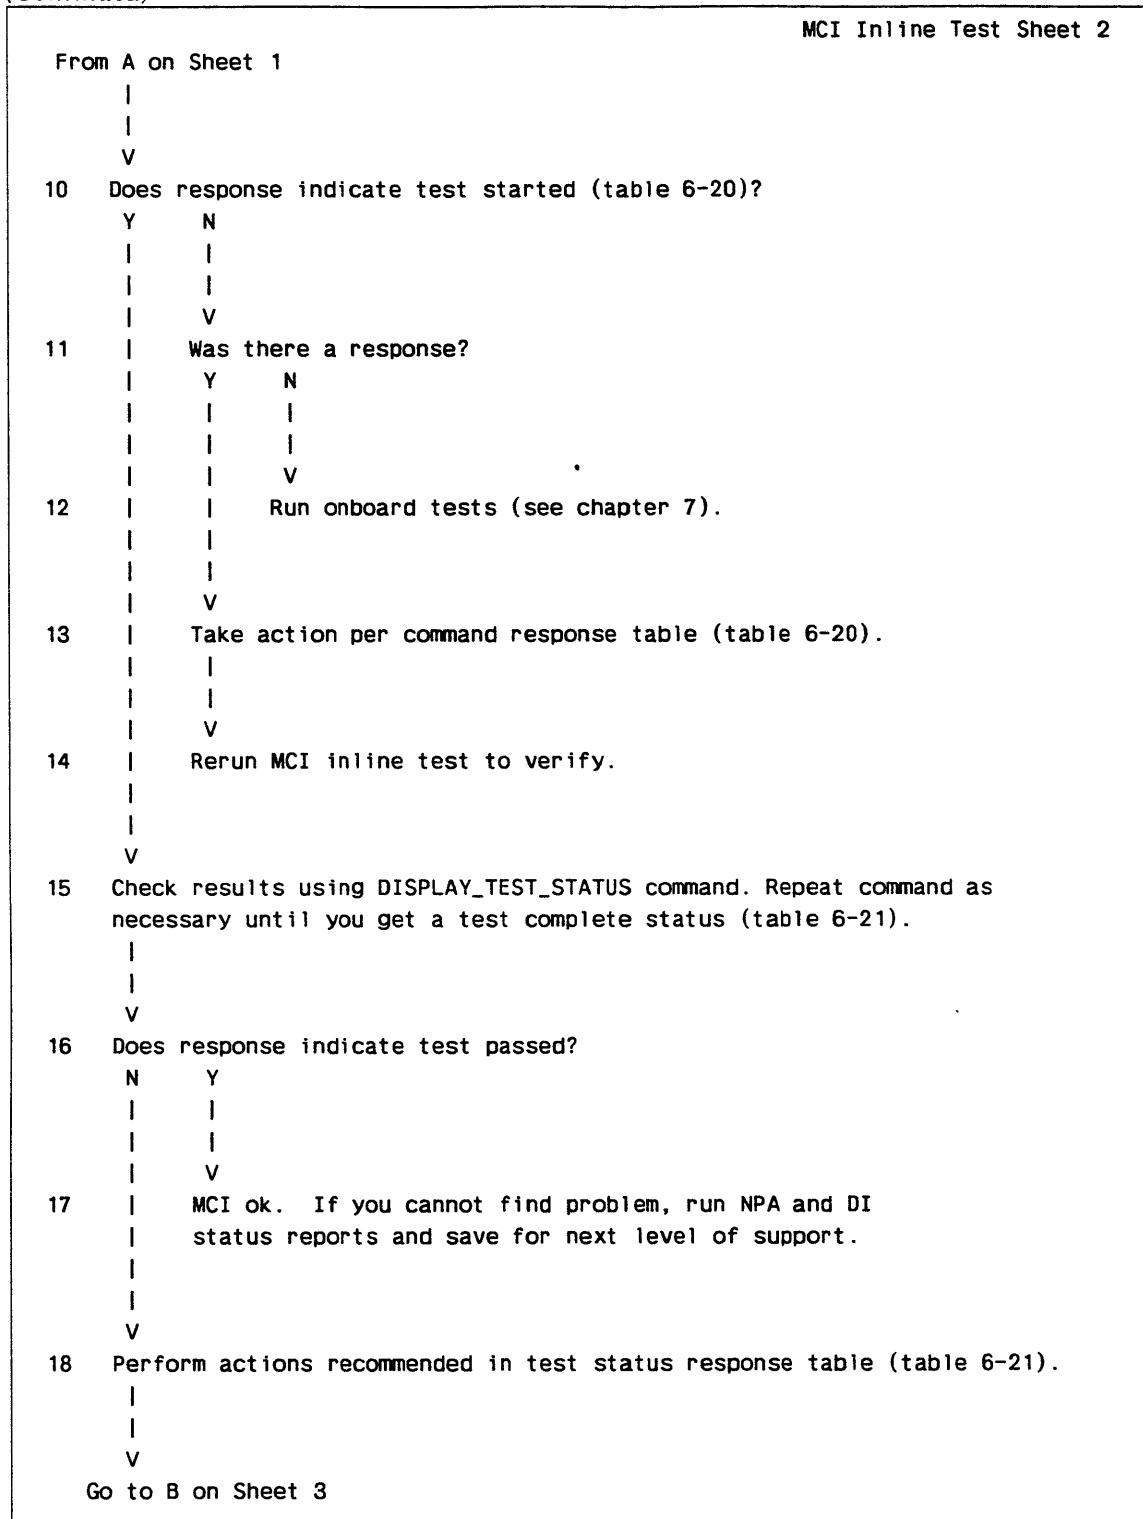 MCI Inline Test Sheet 2
From A on Sheet 1
|
|
V
10 Does response indicate test started (table 6-20)?
Y N
| |
| |
| V
11 | Was there a response?
| Y N
| | |
| | |
| | V
12 | | Run onboard tests (see chapter 7).
| |
| |
| V
13 | Take action per command response table (table 6-20).
| |
| |
| V
14 | Rerun MCI inline test to verify.
|
|
V
15 Check results using DISPLAY_TEST_STATUS command. Repeat command as
necessary until you get a test complete status (table 6-21).
|
|
V
16 Does response indicate test passed?
N Y
| |
| |
| V
17 | MCI ok. If you cannot find problem, run NPA and DI
| status reports and save for next level of support.
|
|
V
18 Perform actions recommended in test status response table (table 6-21).
|
|
V
Go to B on Sheet 3